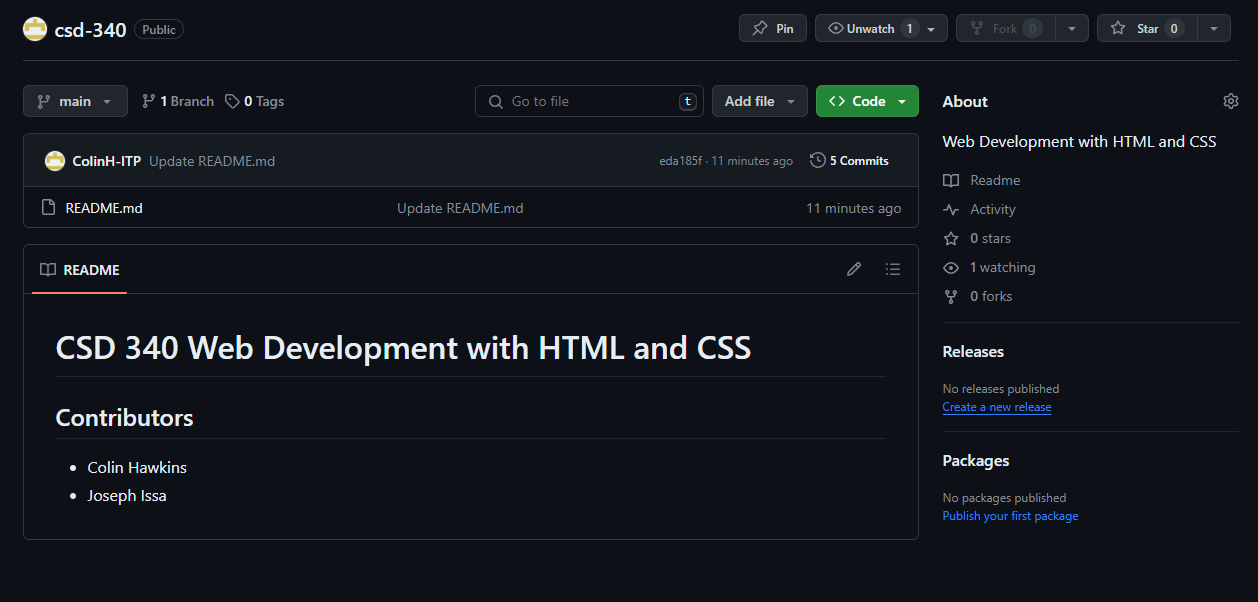 csd-340 Public
Pin Unwatch 1 Fork 0 Star 0
main 1 Branch 0 Tags Go to file t Add file Code
ColinH-ITP Update README.md eda185f · 11 minutes ago 5 Commits
README.md Update README.md 11 minutes ago
README
CSD 340 Web Development with HTML and CSS
Contributors
• Colin Hawkins
• Joseph Issa
About
Web Development with HTML and CSS
Readme
Activity
0 stars
1 watching
0 forks
Releases
No releases published
Create a new release
Packages
No packages published
Publish your first package